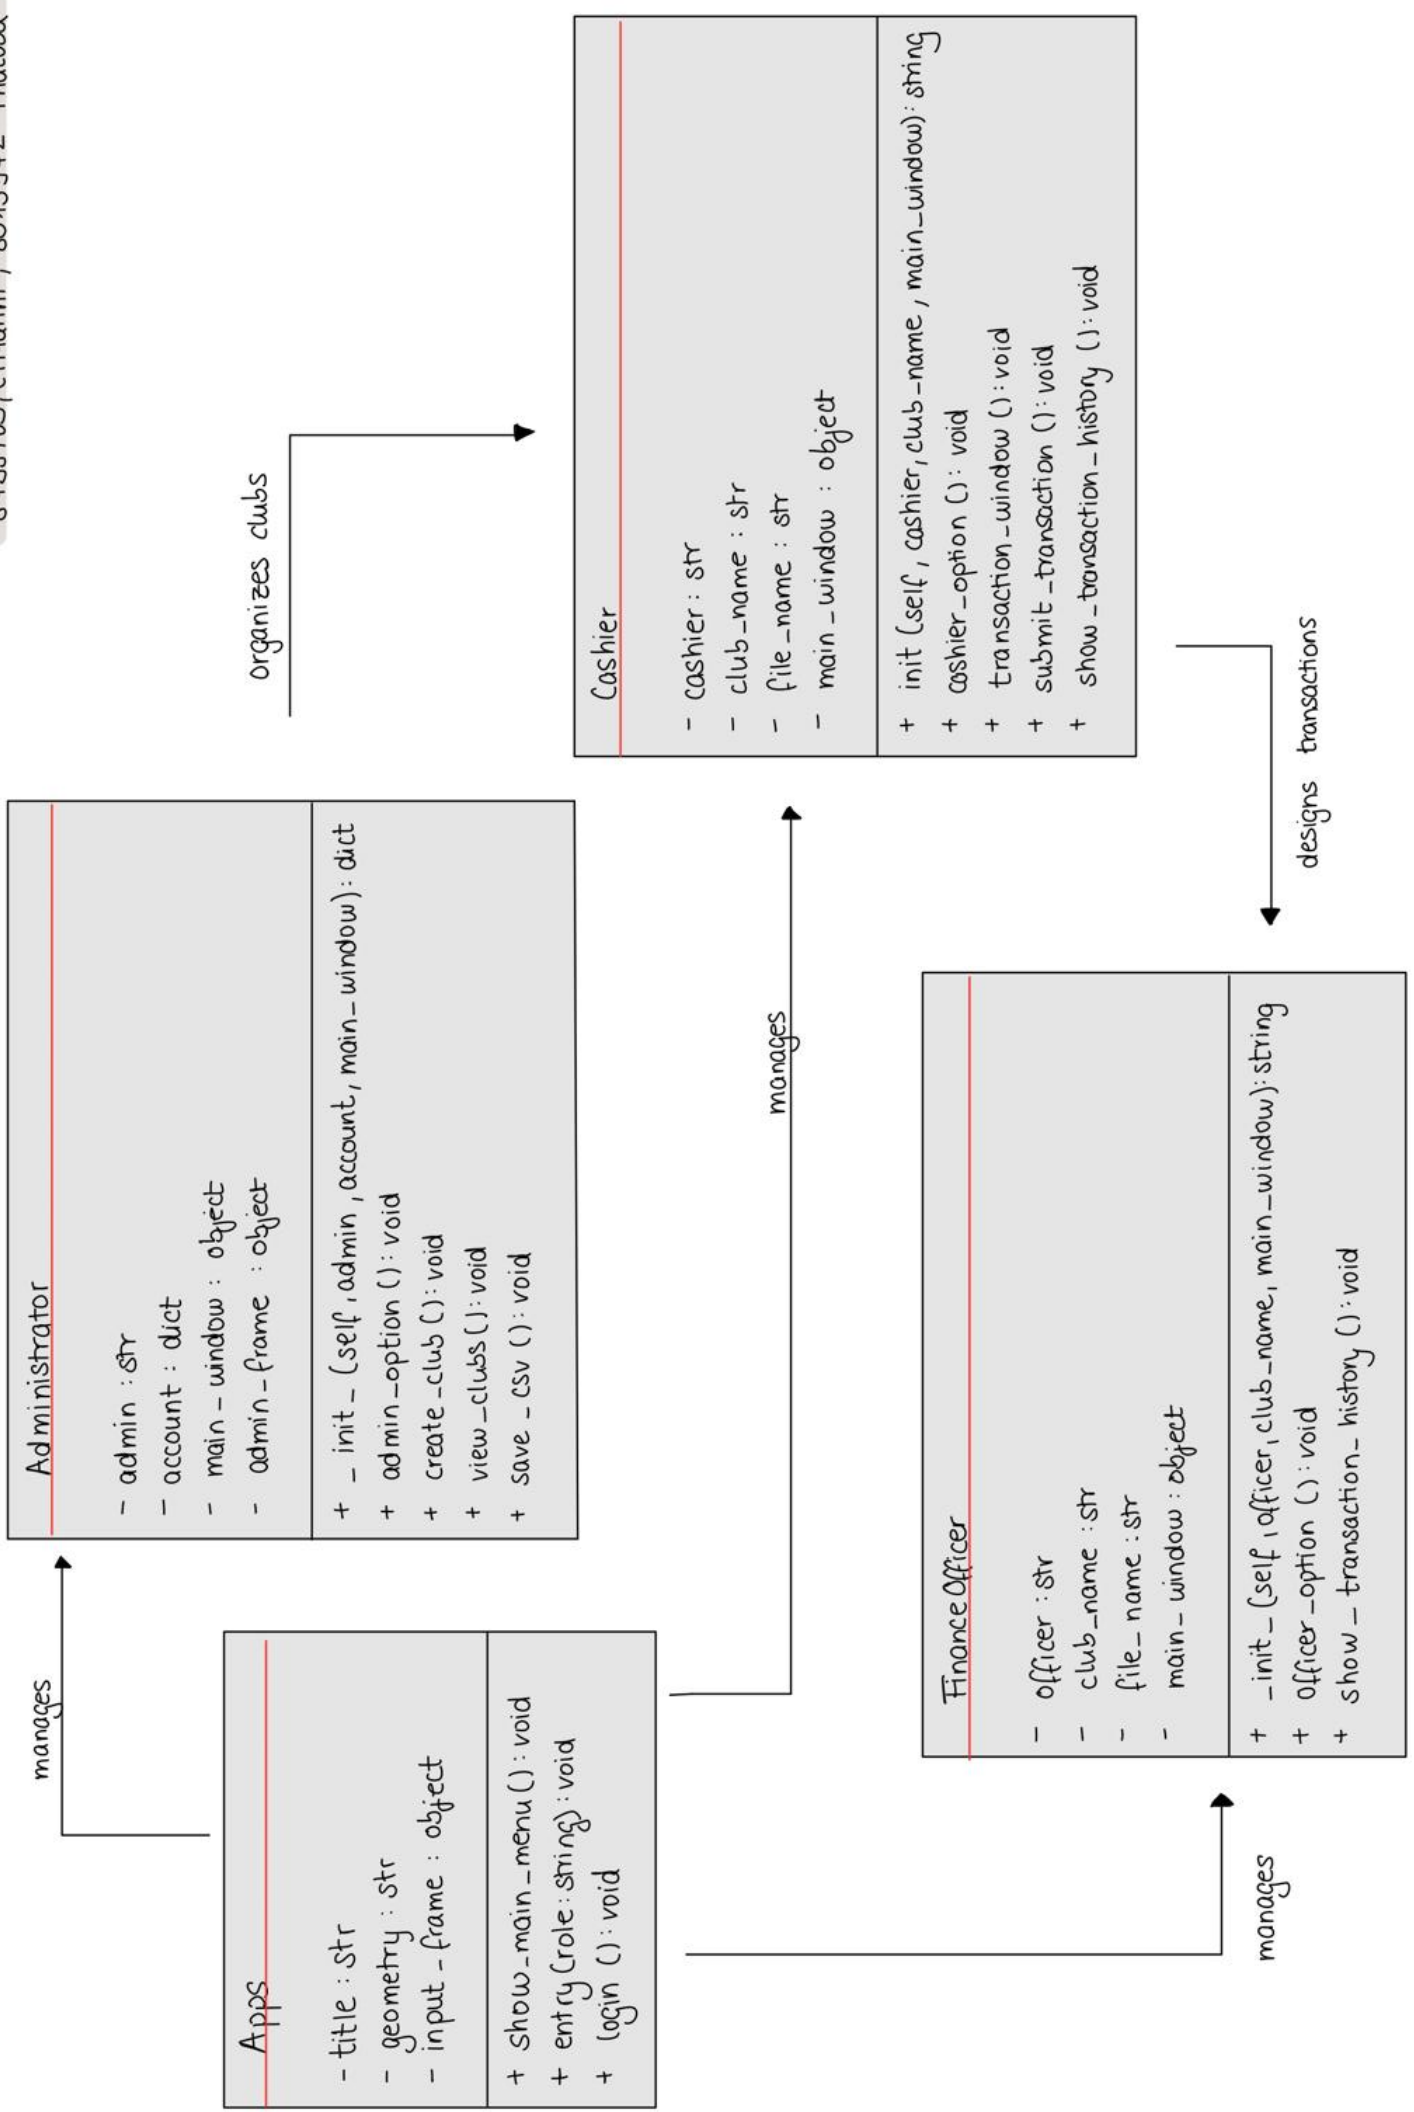 Administrator
- admin : str
- account : dict
- main_window : object
- admin_frame : object
+ _init_ (self, admin, account, main_window) : dict
+ admin_option () : void
+ create_club () : void
+ view_clubs () : void
+ save_csv () : void
organizes clubs
manages
Apps
- title : str
- geometry : str
- input_frame : object
+ show_main_menu () : void
+ entry (role : string) : void
+ login () : void
manages
Cashier
- cashier : str
- club_name : str
- file_name : str
- main_window : object
+ init (self, cashier, club_name, main_window) : string
+ cashier_option () : void
+ transaction_window () : void
+ submit_transaction () : void
+ show_transaction_history () : void
manages
FinanceOfficer
- officer : str
- club_name : str
- file_name : str
- main_window : object
+ _init_ (self, officer, club_name, main_window) : string
+ officer_option () : void
+ show_transaction_history () : void
designs transactions